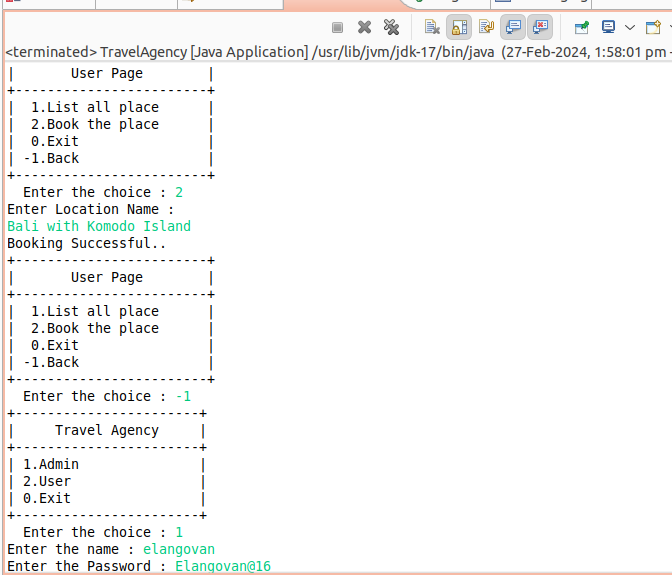 <terminated> TravelAgency [Java Application] /usr/lib/jvm/jdk-17/bin/java (27-Feb-2024, 1:58:01 pm -
|       User Page        |
+------------------------+
|  1.List all place      |
|  2.Book the place      |
|  0.Exit                |
| -1.Back                |
+------------------------+
  Enter the choice : 2
Enter Location Name :
Bali with Komodo Island
Booking Successful..
+------------------------+
|       User Page        |
+------------------------+
|  1.List all place      |
|  2.Book the place      |
|  0.Exit                |
| -1.Back                |
+------------------------+
  Enter the choice : -1
+-----------------------+
|     Travel Agency     |
+-----------------------+
| 1.Admin               |
| 2.User                |
| 0.Exit                |
+-----------------------+
  Enter the choice : 1
Enter the name : elangovan
Enter the Password : Elangovan@16